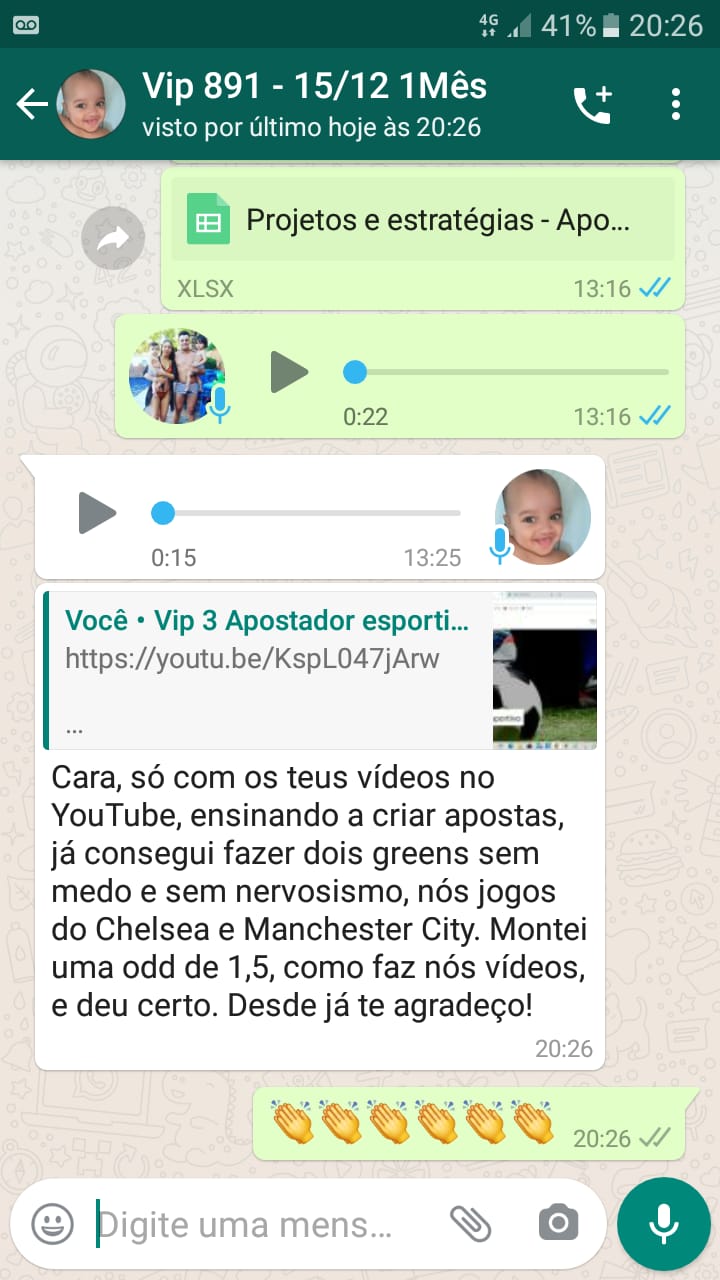 4G 41% 20:26
Vip 891 - 15/12 1Mês
visto por último hoje às 20:26
Projetos e estratégias - Apo...
XLSX 13:16
0:22 13:16
0:15 13:25
Você • Vip 3 Apostador esporti...
https://youtu.be/KspL047jArw
...
Cara, só com os teus vídeos no
YouTube, ensinando a criar apostas,
já consegui fazer dois greens sem
medo e sem nervosismo, nós jogos
do Chelsea e Manchester City. Montei
uma odd de 1,5, como faz nós vídeos,
e deu certo. Desde já te agradeço!
20:26
👏👏👏👏👏👏 20:26
Digite uma mens...